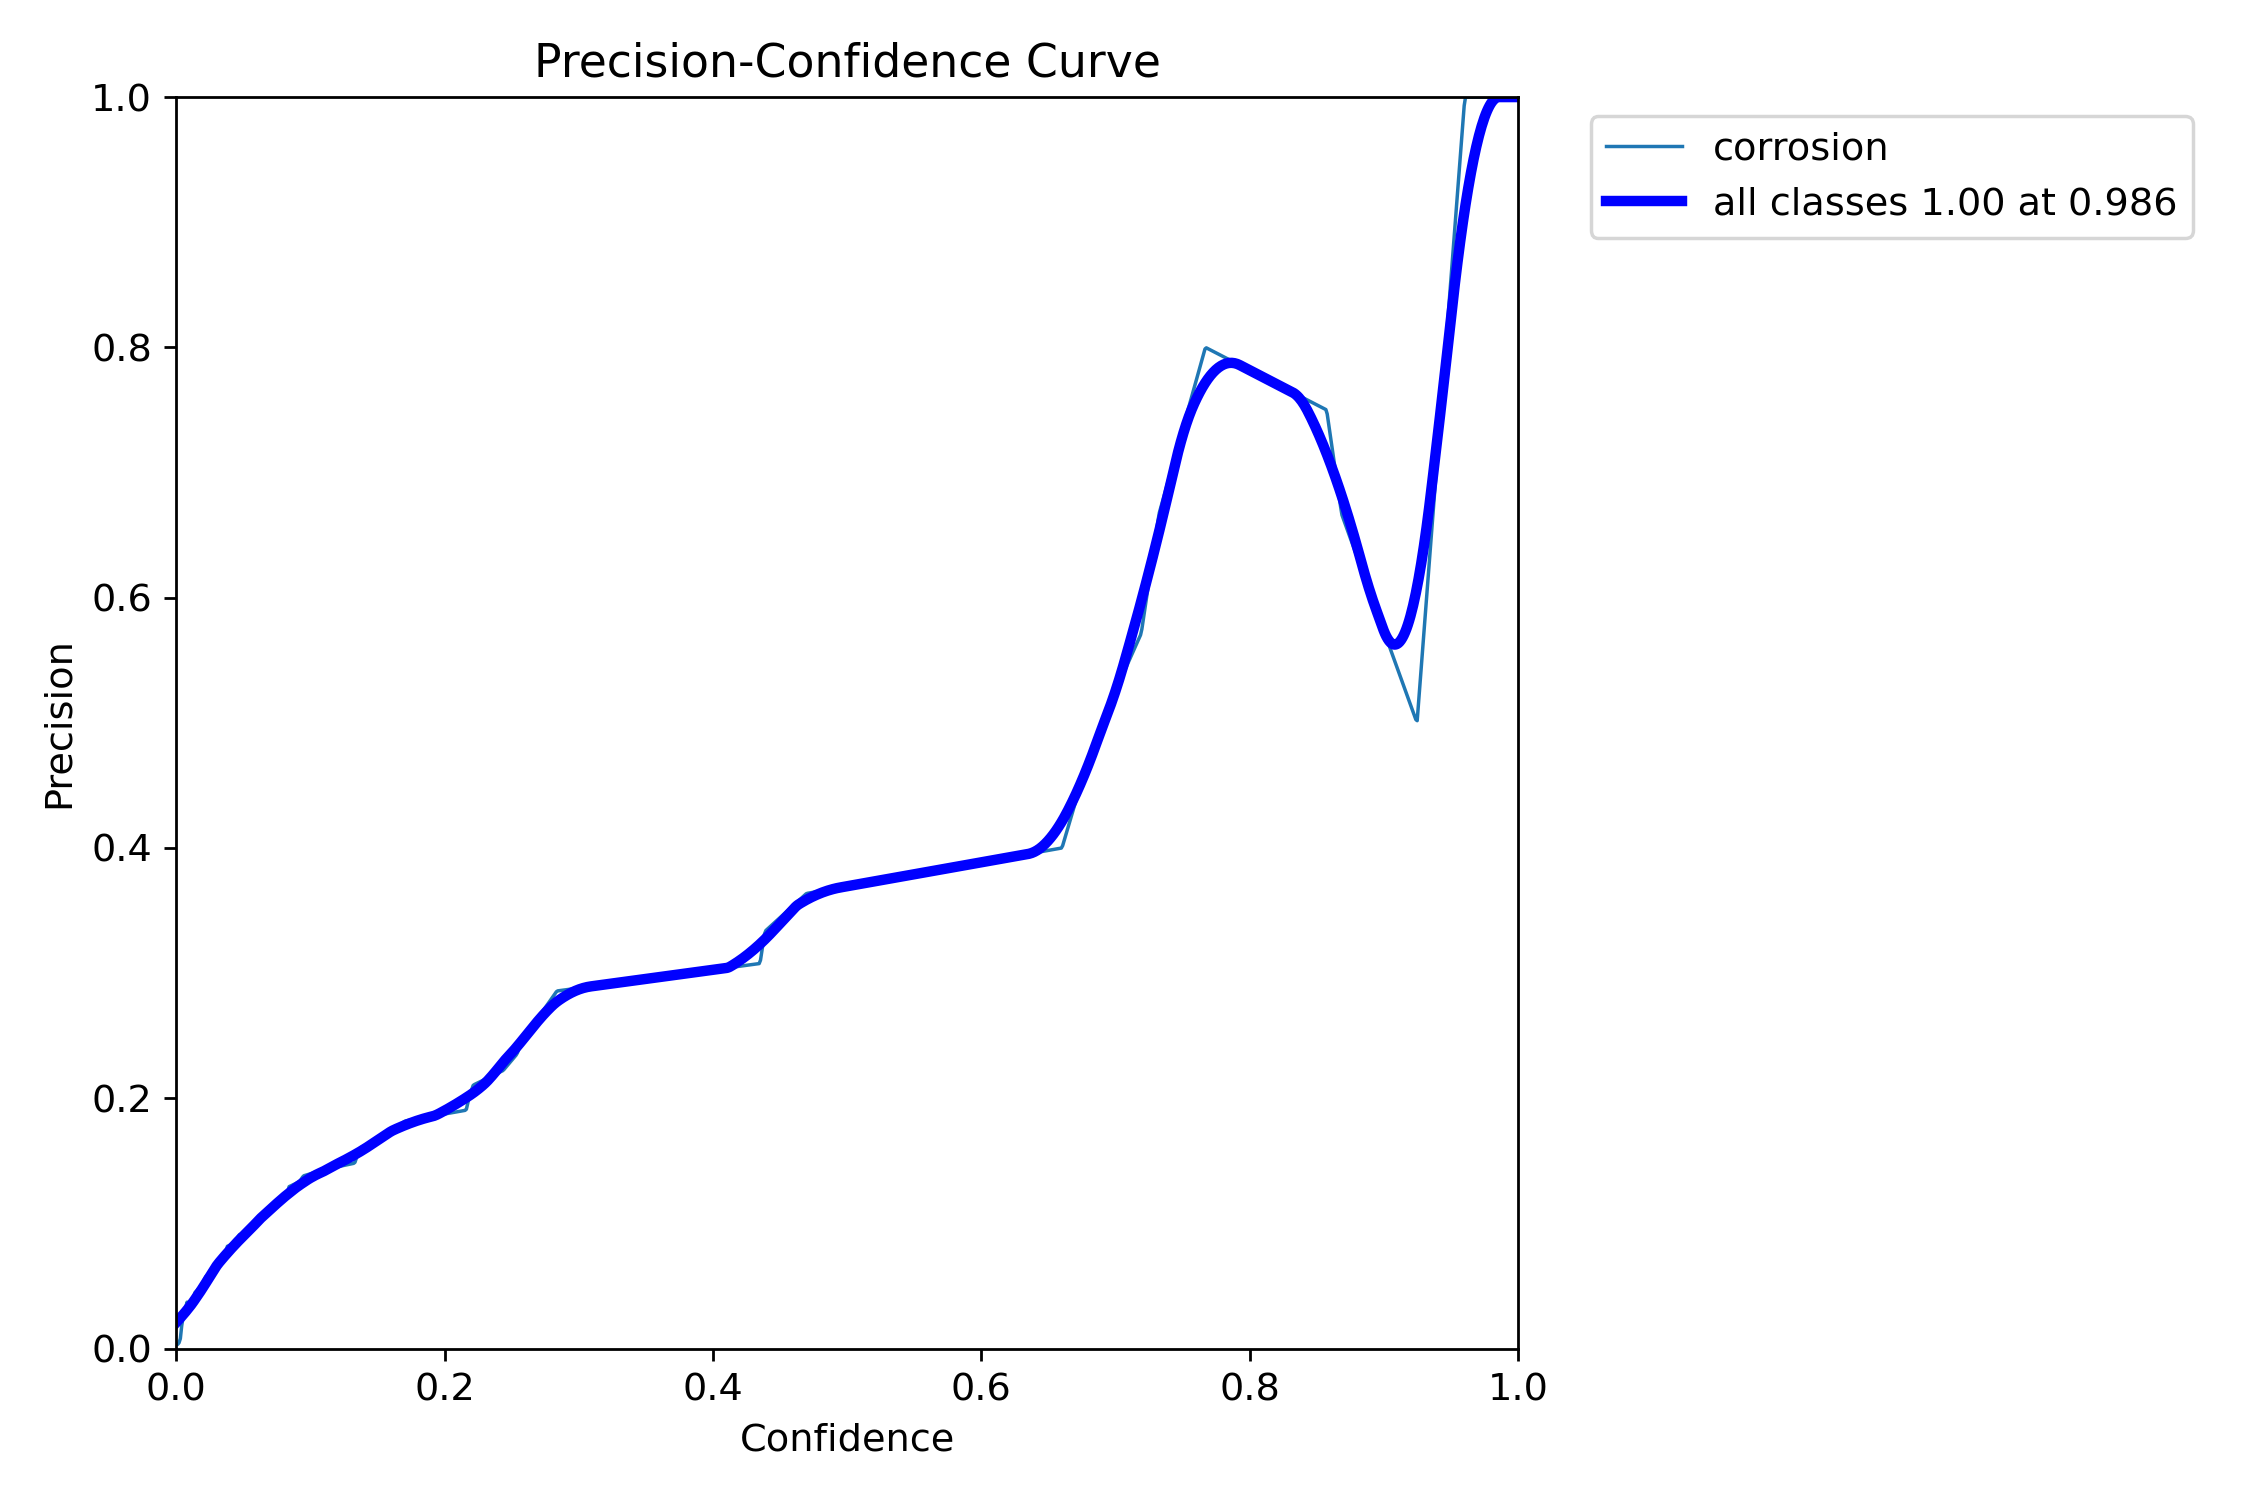 Precision-Confidence Curve
1.0
0.8
0.6
0.4
0.2
0.0
Precision
0.0 0.2 0.4 0.6 0.8 1.0
Confidence
corrosion
all classes 1.00 at 0.986